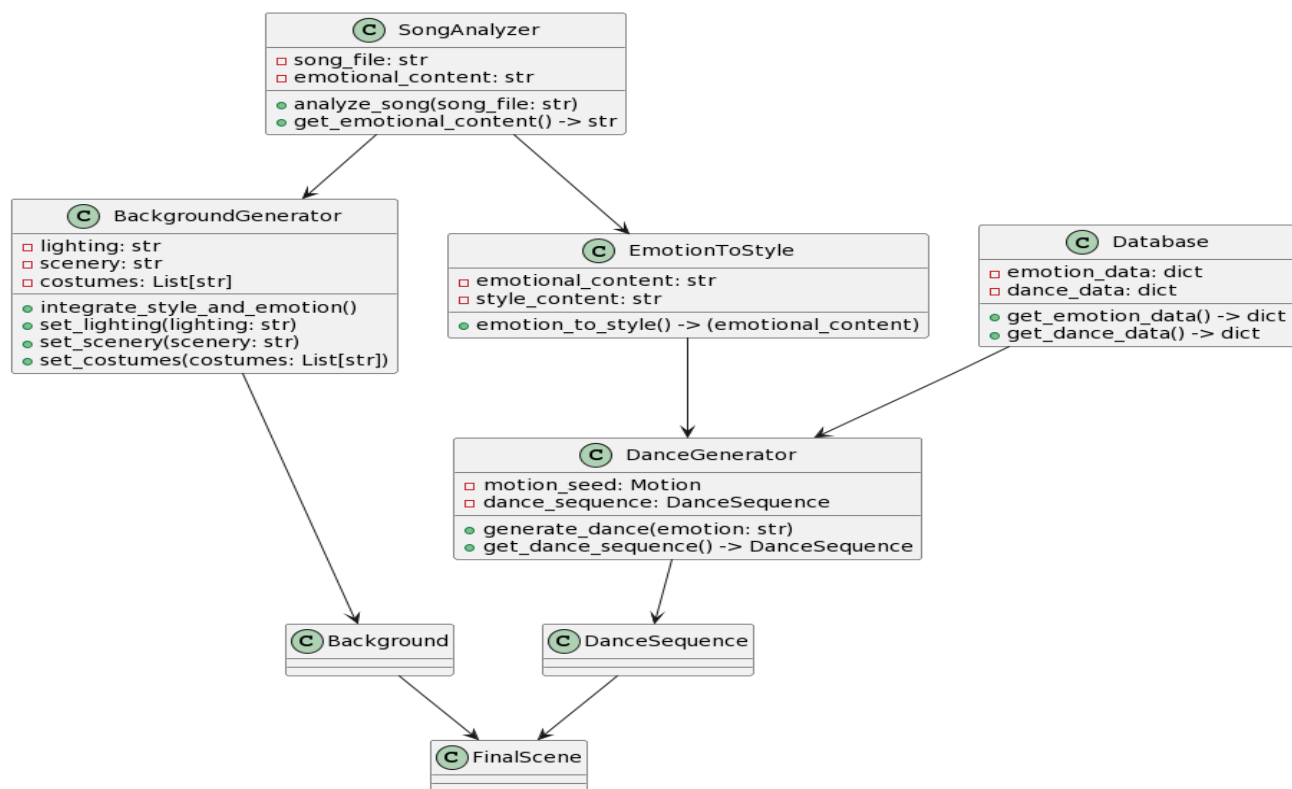 C SongAnalyzer
song_file: str
emotional_content: str
analyze_song(song_file: str)
get_emotional_content() -> str
C BackgroundGenerator
lighting: str
scenery: str
costumes: List[str]
integrate_style_and_emotion()
set_lighting(lighting: str)
set_scenery(scenery: str)
set_costumes(costumes: List[str])
C EmotionToStyle
emotional_content: str
style_content: str
emotion_to_style() -> (emotional_content)
C Database
emotion_data: dict
dance_data: dict
get_emotion_data() -> dict
get_dance_data() -> dict
C DanceGenerator
motion_seed: Motion
dance_sequence: DanceSequence
generate_dance(emotion: str)
get_dance_sequence() -> DanceSequence
C Background
C DanceSequence
C FinalScene